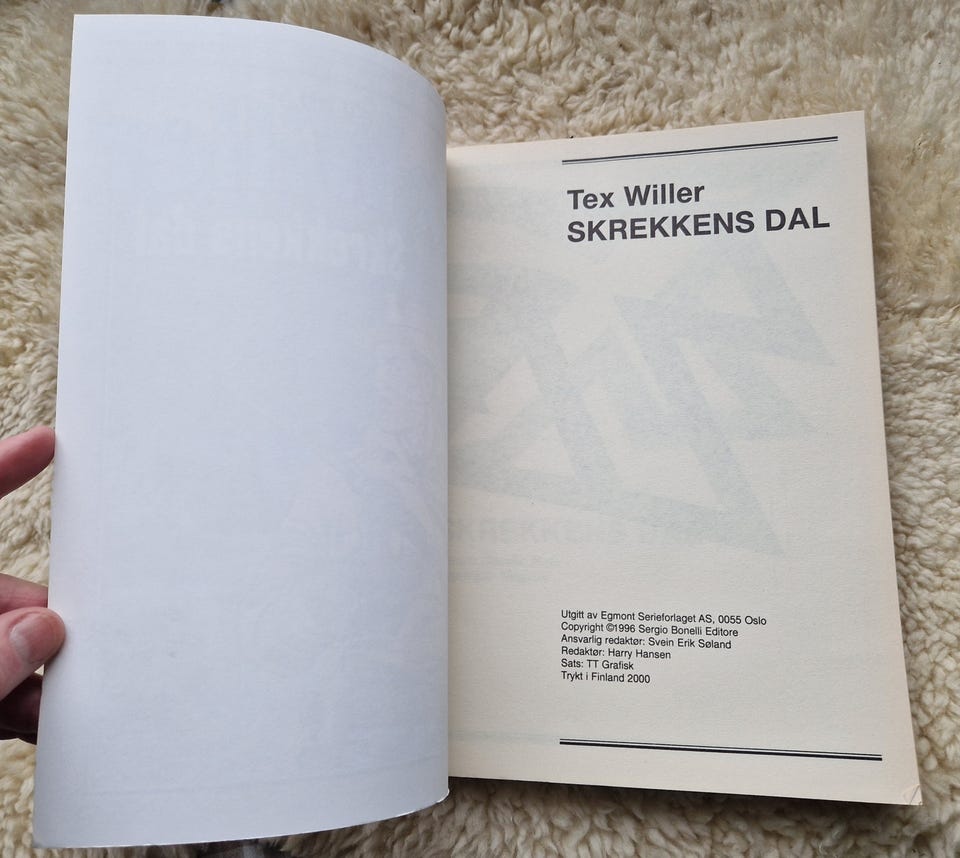 Tex Willer
SKREKKENS DAL
Utgitt av Egmont Serieforlaget AS, 0055 Oslo
Copyright ©1996 Sergio Bonelli Editore
Ansvarlig redaktør: Svein Erik Søland
Redaktør: Harry Hansen
Sats: TT Grafisk
Trykt i Finland 2000